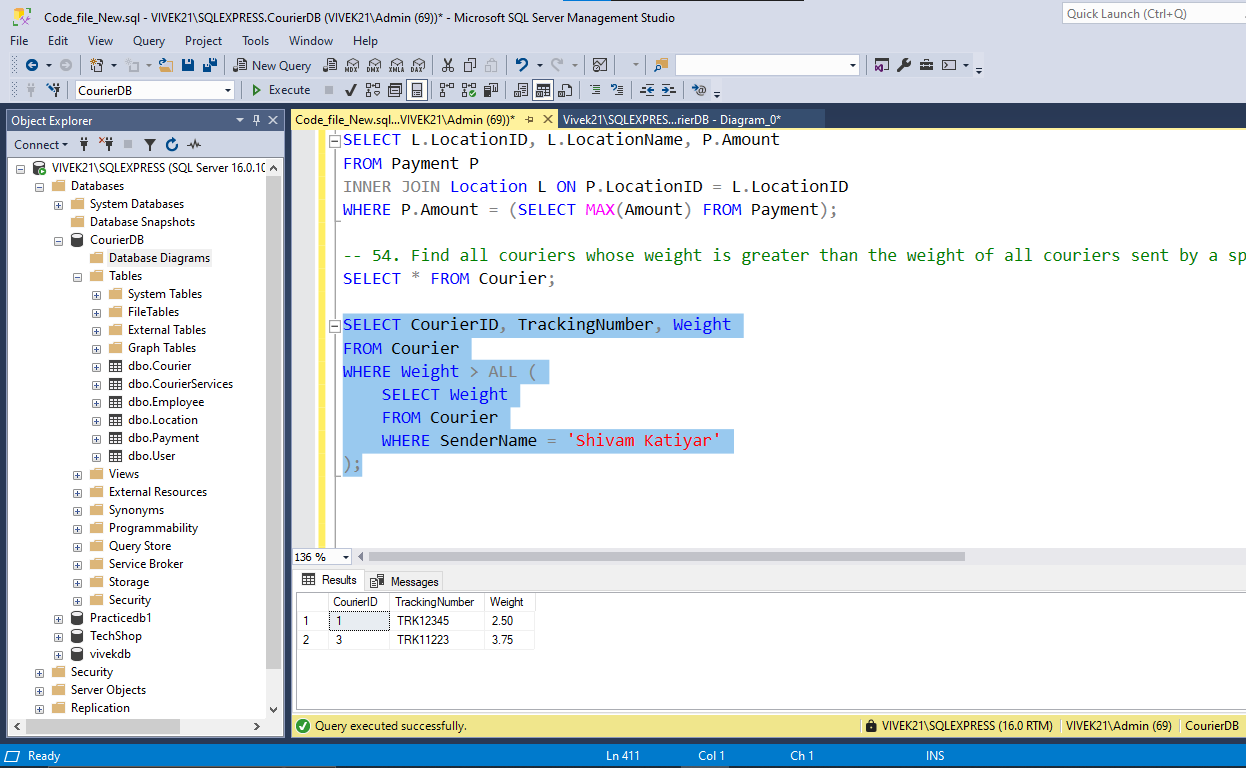 Code_file_New.sql - VIVEK21\SQLEXPRESS.CourierDB (VIVEK21\Admin (69))* - Microsoft SQL Server Management Studio
Quick Launch (Ctrl+Q)
File Edit View Query Project Tools Window Help
New Query
MDX DMX XMLA DAX
CourierDB
Execute
Object Explorer
Code_file_New.sql...VIVEK21\Admin (69))*
Vivek21\SQLEXPRES...rierDB - Diagram_0*
Connect
VIVEK21\SQLEXPRESS (SQL Server 16.0.10
Databases
System Databases
Database Snapshots
CourierDB
Database Diagrams
Tables
System Tables
FileTables
External Tables
Graph Tables
dbo.Courier
dbo.CourierServices
dbo.Employee
dbo.Location
dbo.Payment
dbo.User
Views
External Resources
Synonyms
Programmability
Query Store
Service Broker
Storage
Security
Practicedb1
TechShop
vivekdb
Security
Server Objects
Replication
SELECT L.LocationID, L.LocationName, P.Amount
FROM Payment P
INNER JOIN Location L ON P.LocationID = L.LocationID
WHERE P.Amount = (SELECT MAX(Amount) FROM Payment);
-- 54. Find all couriers whose weight is greater than the weight of all couriers sent by a sp
SELECT * FROM Courier;
SELECT CourierID, TrackingNumber, Weight
FROM Courier
WHERE Weight > ALL (
SELECT Weight
FROM Courier
WHERE SenderName = 'Shivam Katiyar'
);
136 %
Results Messages
CourierID TrackingNumber Weight
1 1 TRK12345 2.50
2 3 TRK11223 3.75
Query executed successfully.
VIVEK21\SQLEXPRESS (16.0 RTM) VIVEK21\Admin (69) CourierDB
Ready Ln 411 Col 1 Ch 1 INS